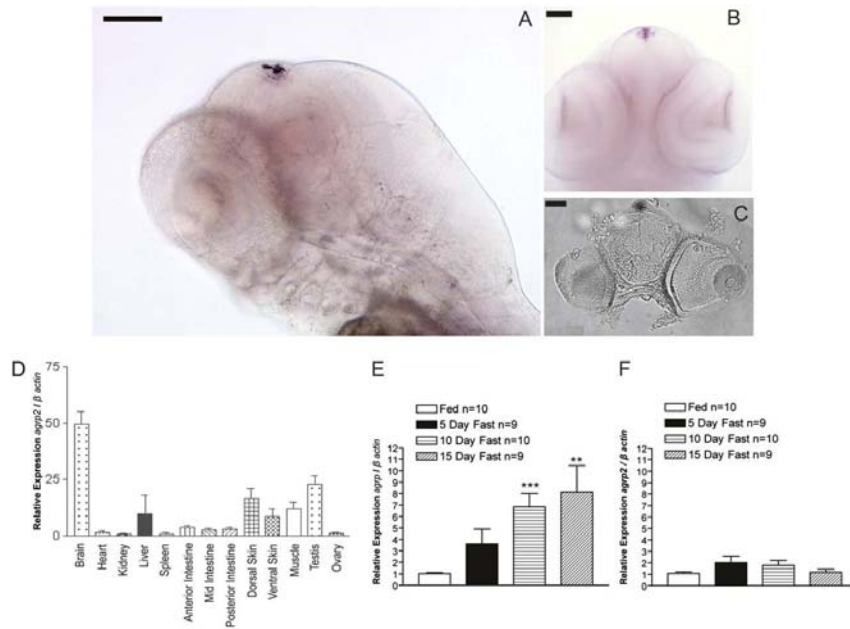 A
B
C
D
Relative Expression agrp2 / β actin
75
50
25
0
Brain
Heart
Kidney
Liver
Spleen
Anterior Intestine
Mid Intestine
Posterior Intestine
Dorsal Skin
Ventral Skin
Muscle
Testis
Ovary
E
Fed n=10
5 Day Fast n=9
10 Day Fast n=10
15 Day Fast n=9
Relative Expression agrp / β actin
12
11
10
9
8
7
6
5
4
3
2
1
0
***
**
F
Fed n=10
5 Day Fast n=9
10 Day Fast n=10
15 Day Fast n=9
Relative Expression agrp2 / β actin
12
11
10
9
8
7
6
5
4
3
2
1
0